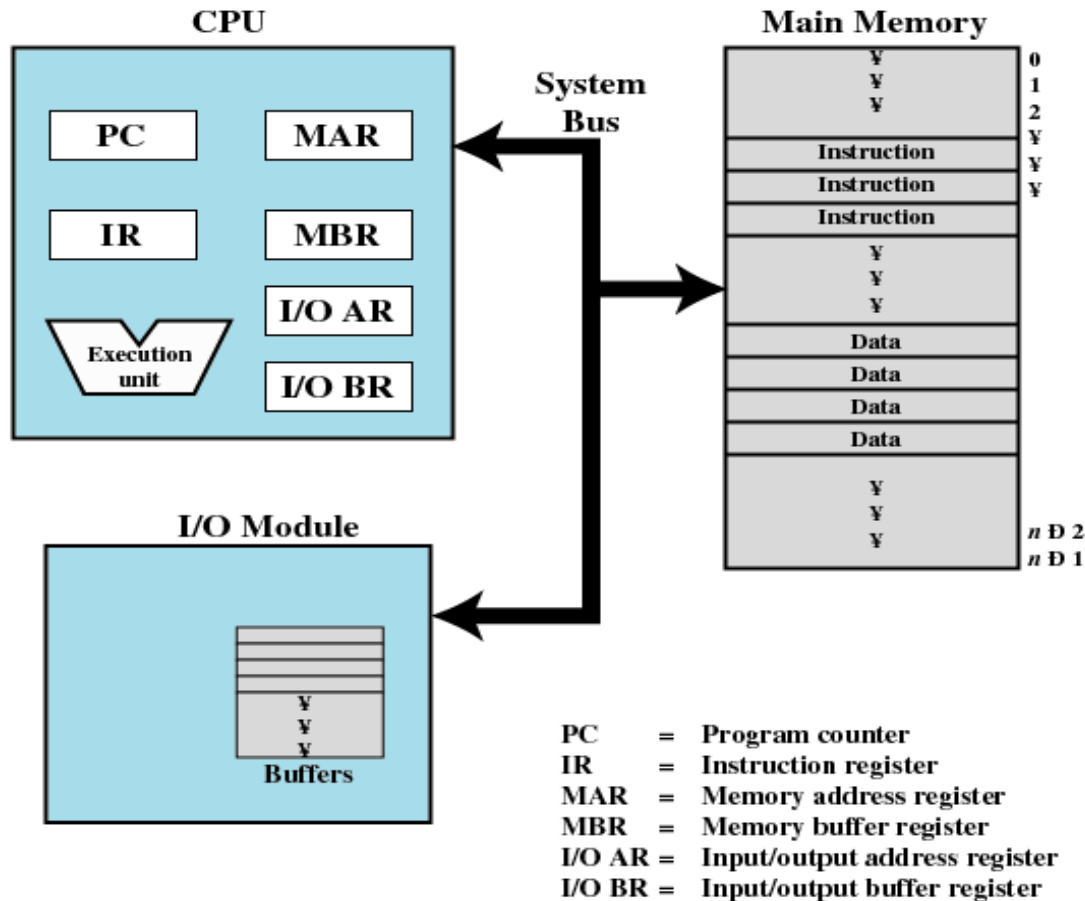 CPU
PC
MAR
IR
MBR
I/O AR
I/O BR
Execution
unit
System
Bus
Main Memory
¥
¥
¥
Instruction
Instruction
Instruction
¥
¥
¥
Data
Data
Data
Data
¥
¥
¥
0
1
2
¥
¥
¥
n Đ 2
n Đ 1
I/O Module
¥
¥
¥
Buffers
PC = Program counter
IR = Instruction register
MAR = Memory address register
MBR = Memory buffer register
I/O AR = Input/output address register
I/O BR = Input/output buffer register